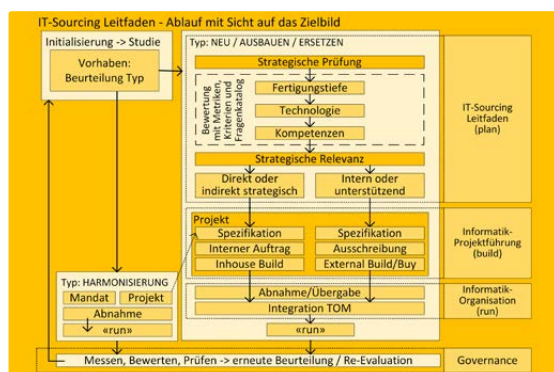 IT-Sourcing Leitfaden - Ablauf mit Sicht auf das Zielbild
Initialisierung -> Studie
Vorhaben:
Beurteilung Typ
Typ: NEU / AUSBAUEN / ERSETZEN
Strategische Prüfung
Bewertung
mit Metriken,
Kriterien und
Fragenkatalog
Fertigungstiefe
Technologie
Kompetenzen
Strategische Relevanz
Direkt oder
indirekt strategisch
Intern oder
unterstützend
IT-Sourcing
Leitfaden
(plan)
Projekt
Spezifikation
Interner Auftrag
Inhouse Build
Spezifikation
Ausschreibung
External Build/Buy
Informatik-
Projektführung
(build)
Typ: HARMONISIERUNG
Mandat
Projekt
Abnahme
«run»
Abnahme/Übergabe
Integration TOM
«run»
Informatik-
Organisation
(run)
Messen, Bewerten, Prüfen -> erneute Beurteilung / Re-Evaluation
Governance